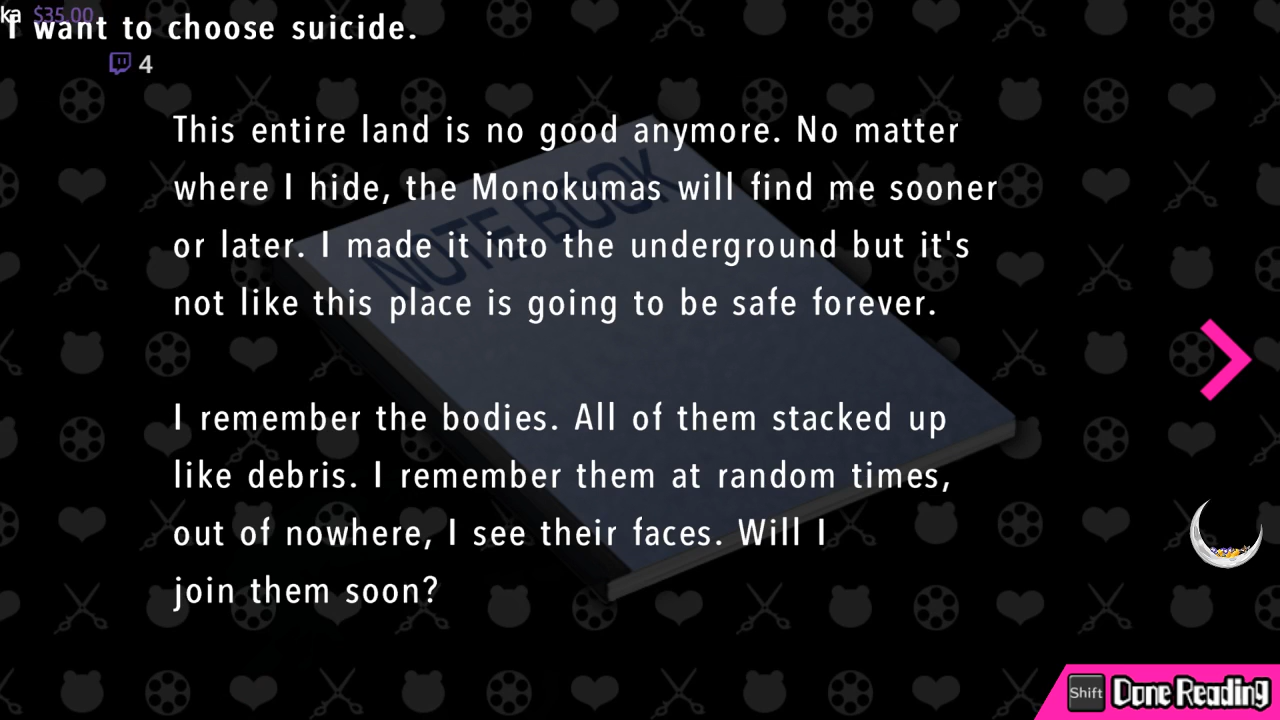 ka $35.00
I want to choose suicide.
4
This entire land is no good anymore. No matter
where I hide, the Monokumas will find me sooner
or later. I made it into the underground but it's
not like this place is going to be safe forever.
I remember the bodies. All of them stacked up
like debris. I remember them at random times,
out of nowhere, I see their faces. Will I
join them soon?
NOTE BOOK
Shift Done Reading